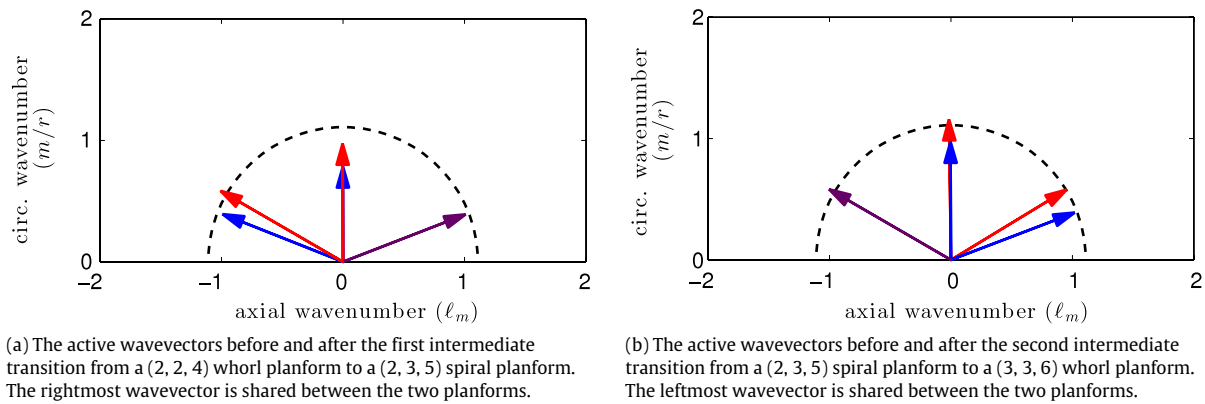 2
1
0
−2
−1
0
1
2
circ. wavenumber
(m/r)
axial wavenumber (ℓm)
(a) The active wavevectors before and after the first intermediate
transition from a (2, 2, 4) whorl planform to a (2, 3, 5) spiral planform.
The rightmost wavevector is shared between the two planforms.
2
1
0
−2
−1
0
1
2
circ. wavenumber
(m/r)
axial wavenumber (ℓm)
(b) The active wavevectors before and after the second intermediate
transition from a (2, 3, 5) spiral planform to a (3, 3, 6) whorl planform.
The leftmost wavevector is shared between the two planforms.